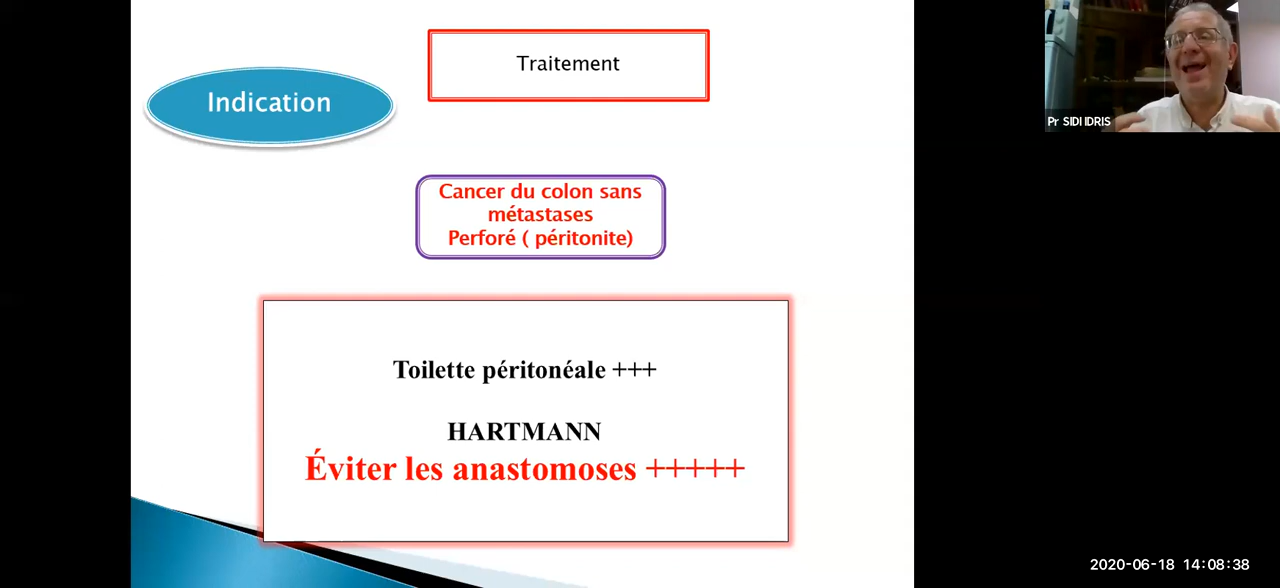 Traitement
Indication
Cancer du colon sans
métastases
Perforé ( péritonite)
Toilette péritonéale +++
HARTMANN
Éviter les anastomoses +++++
Pr SIDI IDRIS
2020-06-18 14:08:38